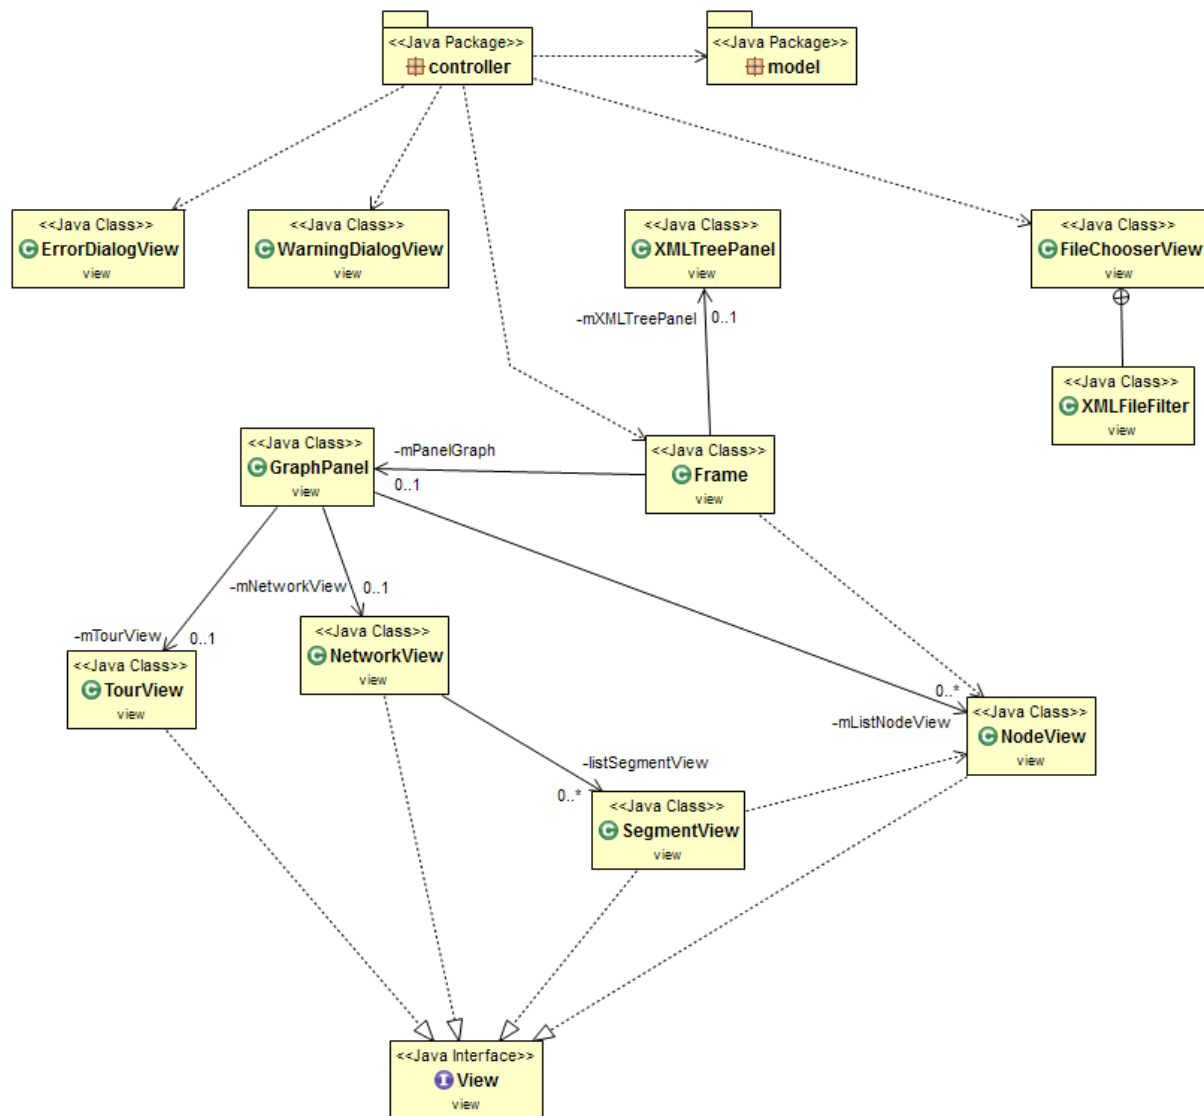 <<Java Package>>
controller
<<Java Package>>
model
<<Java Class>>
ErrorDialogView
view
<<Java Class>>
WarningDialogView
view
<<Java Class>>
XMLTreePanel
view
<<Java Class>>
FileChooserView
view
-mXMLTreePanel
0..1
<<Java Class>>
XMLFileFilter
view
<<Java Class>>
GraphPanel
view
-mPanelGraph
0..1
<<Java Class>>
Frame
view
-mNetworkView
0..1
-mTourView
0..1
<<Java Class>>
TourView
view
<<Java Class>>
NetworkView
view
0..*
-mListNodeView
<<Java Class>>
NodeView
view
-listSegmentView
0..*
<<Java Class>>
SegmentView
view
<<Java Interface>>
View
view